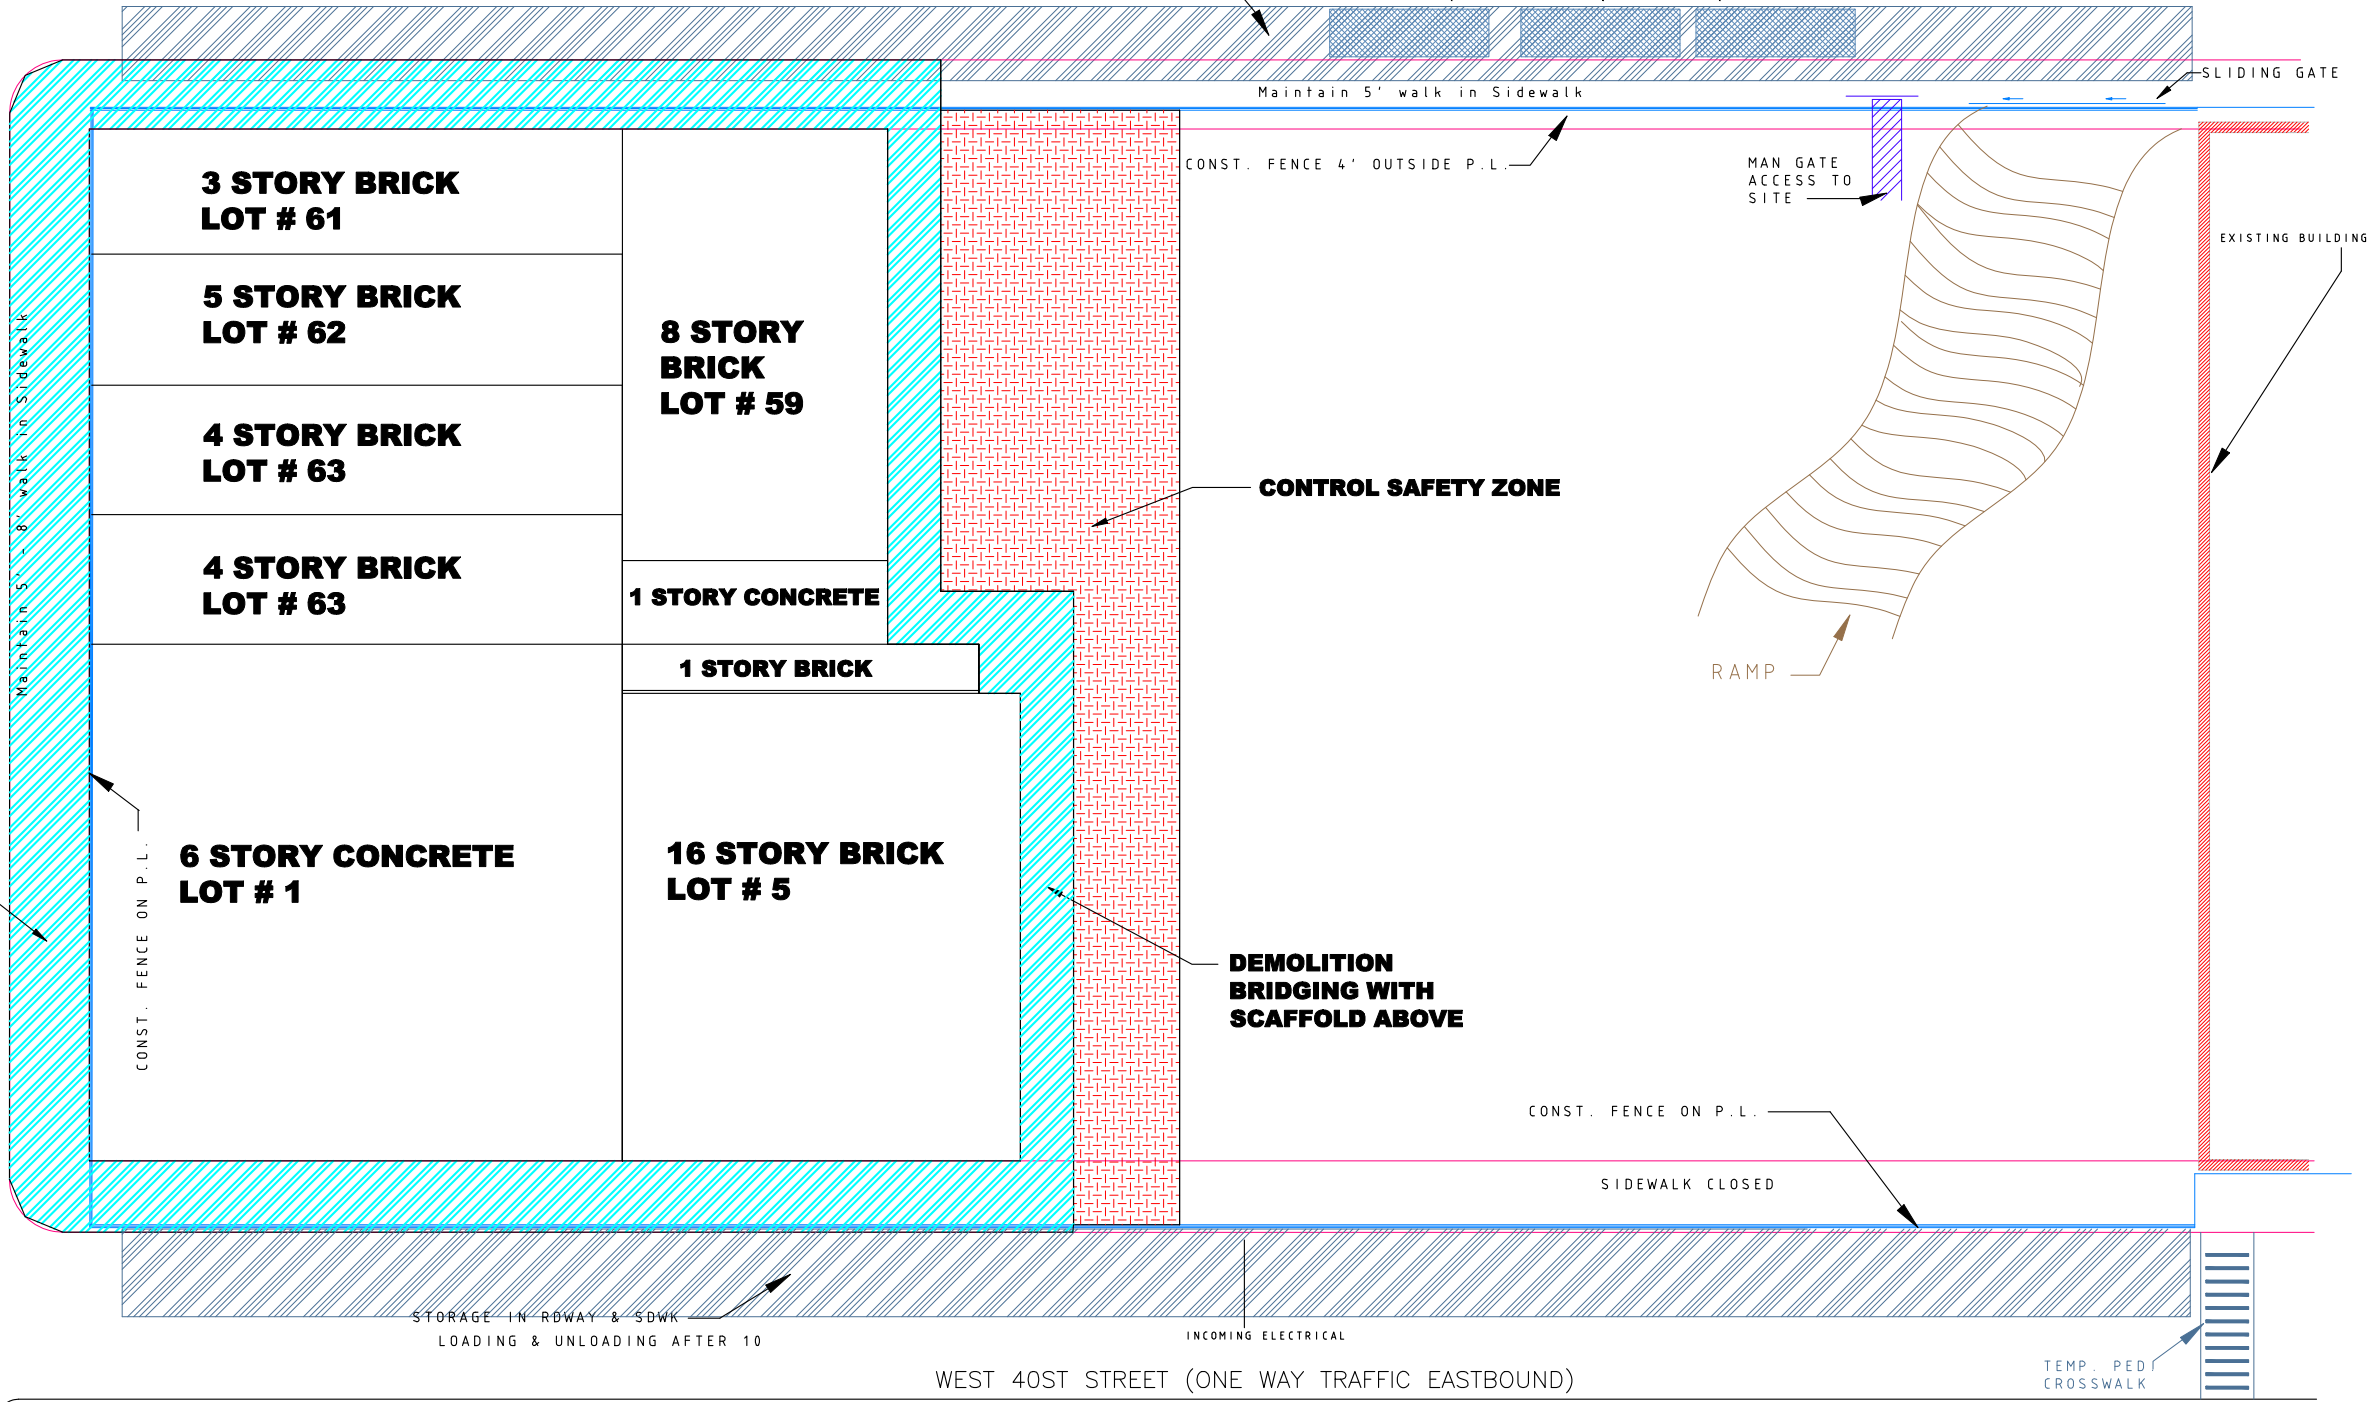 SLIDING GATE
Maintain 5' walk in Sidewalk
CONST. FENCE 4' OUTSIDE P.L.
MAN GATE
ACCESS TO
SITE
EXISTING BUILDING
3 STORY BRICK
LOT # 61
5 STORY BRICK
LOT # 62
8 STORY
BRICK
LOT # 59
4 STORY BRICK
LOT # 63
Maintain 5' - 8' walk in Sidewalk
CONTROL SAFETY ZONE
4 STORY BRICK
LOT # 63
1 STORY CONCRETE
1 STORY BRICK
RAMP
6 STORY CONCRETE
LOT # 1
16 STORY BRICK
LOT # 5
CONST. FENCE ON P.L.
DEMOLITION
BRIDGING WITH
SCAFFOLD ABOVE
CONST. FENCE ON P.L.
SIDEWALK CLOSED
STORAGE IN RDWAY & SDWK
LOADING & UNLOADING AFTER 10
INCOMING ELECTRICAL
WEST 40ST STREET (ONE WAY TRAFFIC EASTBOUND)
TEMP. PED
CROSSWALK